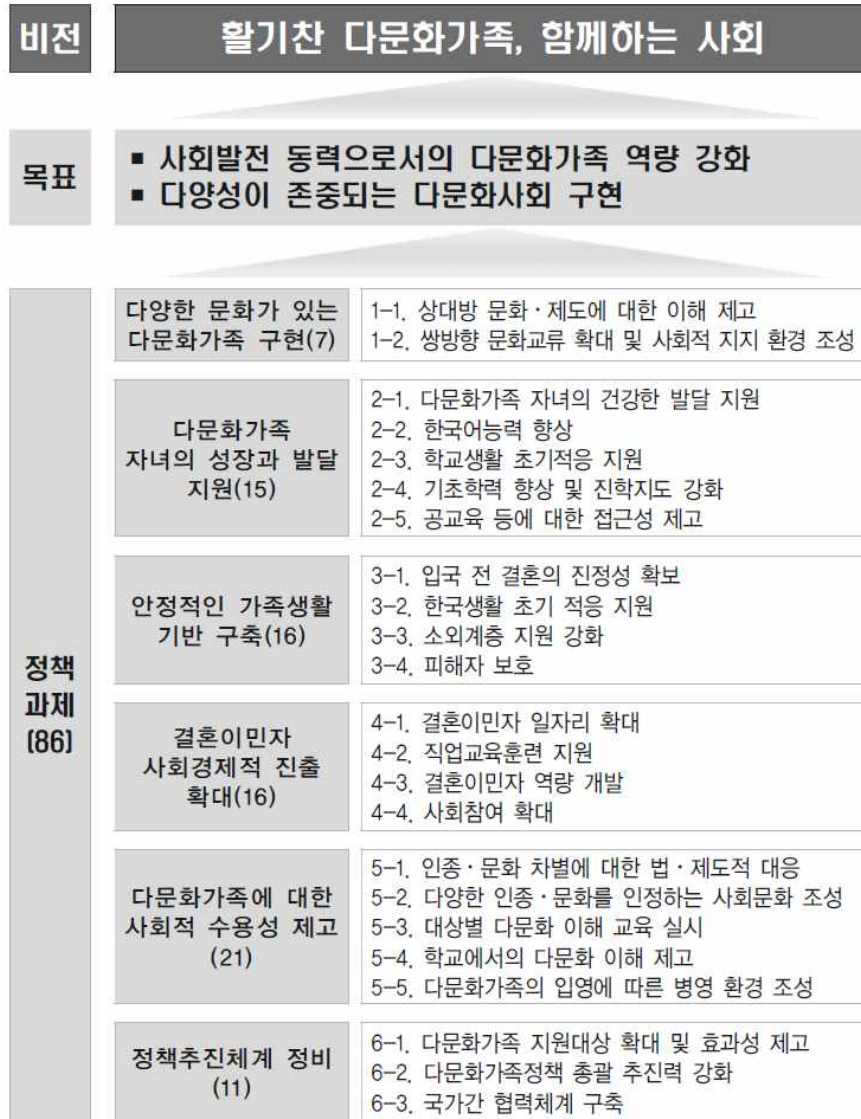 비전
활기찬 다문화가족, 함께하는 사회
목표
▪ 사회발전 동력으로서의 다문화가족 역량 강화
▪ 다양성이 존중되는 다문화사회 구현
정책
과제
(86)
다양한 문화가 있는
다문화가족 구현(7)
1-1. 상대방 문화·제도에 대한 이해 제고
1-2. 쌍방향 문화교류 확대 및 사회적 지지 환경 조성
다문화가족
자녀의 성장과 발달
지원(15)
2-1. 다문화가족 자녀의 건강한 발달 지원
2-2. 한국어능력 향상
2-3. 학교생활 초기적응 지원
2-4. 기초학력 향상 및 진학지도 강화
2-5. 공교육 등에 대한 접근성 제고
안정적인 가족생활
기반 구축(16)
3-1. 입국 전 결혼의 진정성 확보
3-2. 한국생활 초기 적응 지원
3-3. 소외계층 지원 강화
3-4. 피해자 보호
결혼이민자
사회경제적 진출
확대(16)
4-1. 결혼이민자 일자리 확대
4-2. 직업교육훈련 지원
4-3. 결혼이민자 역량 개발
4-4. 사회참여 확대
다문화가족에 대한
사회적 수용성 제고
(21)
5-1. 인종·문화 차별에 대한 법·제도적 대응
5-2. 다양한 인종·문화를 인정하는 사회문화 조성
5-3. 대상별 다문화 이해 교육 실시
5-4. 학교에서의 다문화 이해 제고
5-5. 다문화가족의 입영에 따른 병영 환경 조성
정책추진체계 정비
(11)
6-1. 다문화가족 지원대상 확대 및 효과성 제고
6-2. 다문화가족정책 총괄 추진력 강화
6-3. 국가간 협력체계 구축